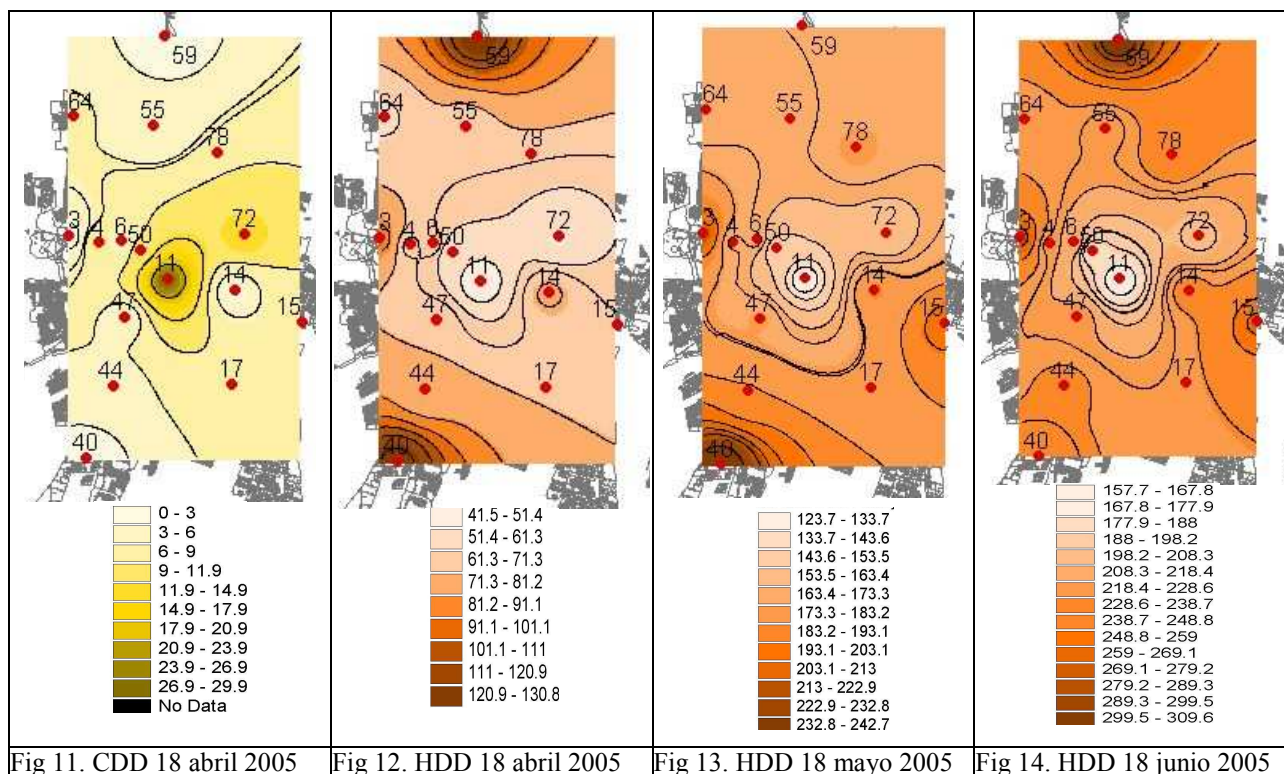 59
64
55
78
3
4
6
50
72
11
14
47
15
44
17
40
0 - 3
3 - 6
6 - 9
9 - 11.9
11.9 - 14.9
14.9 - 17.9
17.9 - 20.9
20.9 - 23.9
23.9 - 26.9
26.9 - 29.9
No Data
Fig 11. CDD 18 abril 2005
59
64
55
78
3
4
6
50
72
11
14
47
15
44
17
40
41.5 - 51.4
51.4 - 61.3
61.3 - 71.3
71.3 - 81.2
81.2 - 91.1
91.1 - 101.1
101.1 - 111
111 - 120.9
120.9 - 130.8
Fig 12. HDD 18 abril 2005
59
64
55
78
3
4
6
50
72
11
14
47
15
44
17
40
123.7 - 133.7
133.7 - 143.6
143.6 - 153.5
153.5 - 163.4
163.4 - 173.3
173.3 - 183.2
183.2 - 193.1
193.1 - 203.1
203.1 - 213
213 - 222.9
222.9 - 232.8
232.8 - 242.7
Fig 13. HDD 18 mayo 2005
59
64
55
78
3
4
6
50
72
11
14
47
15
44
17
40
157.7 - 167.8
167.8 - 177.9
177.9 - 188
188 - 198.2
198.2 - 208.3
208.3 - 218.4
218.4 - 228.6
228.6 - 238.7
238.7 - 248.8
248.8 - 259
259 - 269.1
269.1 - 279.2
279.2 - 289.3
289.3 - 299.5
299.5 - 309.6
Fig 14. HDD 18 junio 2005